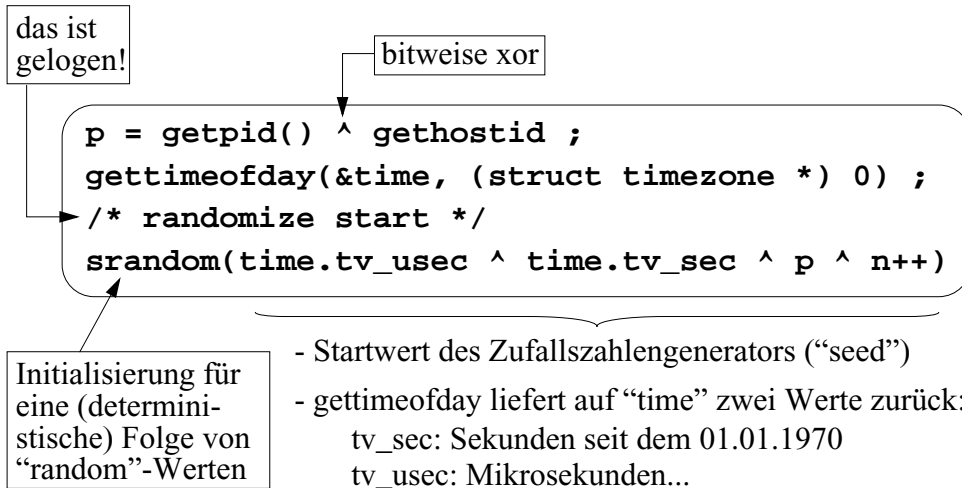 das ist
gelogen!
bitweise xor
p = getpid() ^ gethostid ;
gettimeofday(&time, (struct timezone *) 0) ;
/* randomize start */
srandom(time.tv_usec ^ time.tv_sec ^ p ^ n++)
Initialisierung für
eine (determini-
stische) Folge von
“random”-Werten
- Startwert des Zufallszahlengenerators (“seed”)
- gettimeofday liefert auf “time” zwei Werte zurück:
tv_sec: Sekunden seit dem 01.01.1970
tv_usec: Mikrosekunden...